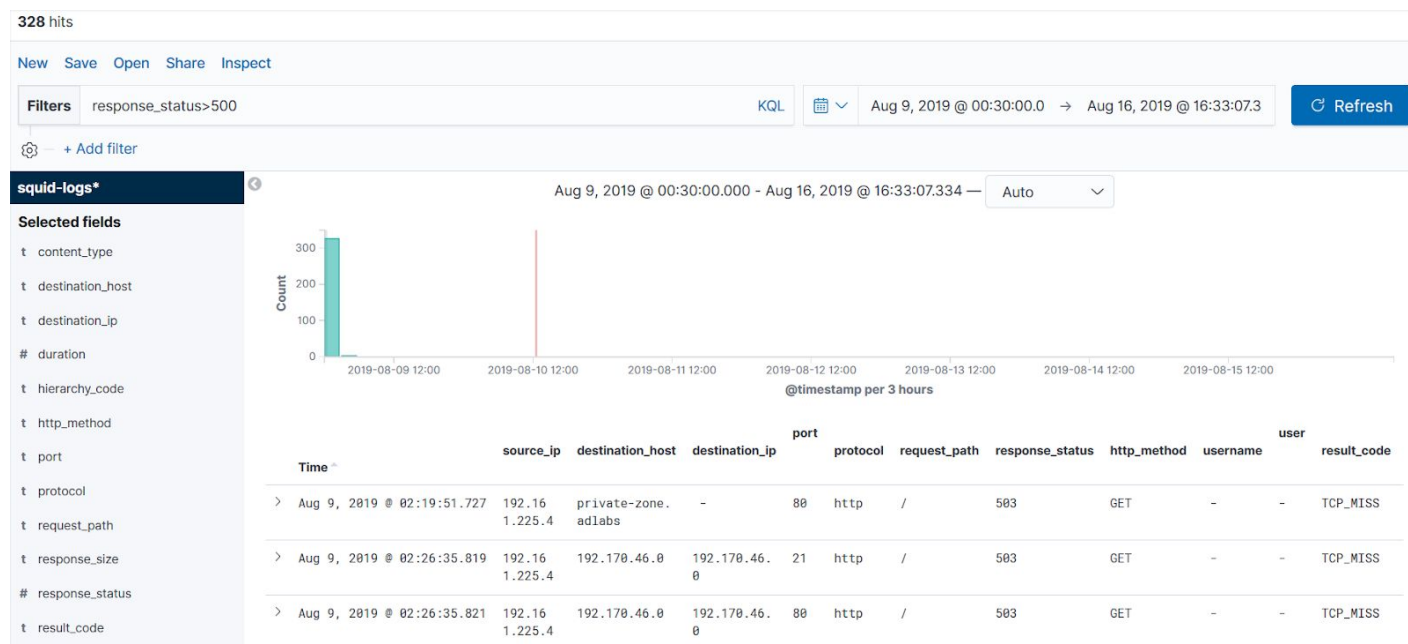 328 hits
New Save Open Share Inspect
Filters response_status>500 KQL Aug 9, 2019 @ 00:30:00.0 → Aug 16, 2019 @ 16:33:07.3 Refresh
+ Add filter
squid-logs*
Selected fields
t content_type
t destination_host
t destination_ip
# duration
t hierarchy_code
t http_method
t port
t protocol
t request_path
t response_size
# response_status
t result_code
Aug 9, 2019 @ 00:30:00.000 - Aug 16, 2019 @ 16:33:07.334 — Auto
Count
300
200
100
0
2019-08-09 12:00 2019-08-10 12:00 2019-08-11 12:00 2019-08-12 12:00 2019-08-13 12:00 2019-08-14 12:00 2019-08-15 12:00
@timestamp per 3 hours
Time source_ip destination_host destination_ip port protocol request_path response_status http_method username user result_code
> Aug 9, 2019 @ 02:19:51.727 192.16 private-zone. - 80 http / 503 GET - - TCP_MISS
1.225.4 adlabs
> Aug 9, 2019 @ 02:26:35.819 192.16 192.170.46.0 192.170.46. 21 http / 503 GET - - TCP_MISS
1.225.4 0
> Aug 9, 2019 @ 02:26:35.821 192.16 192.170.46.0 192.170.46. 80 http / 503 GET - - TCP_MISS
1.225.4 0